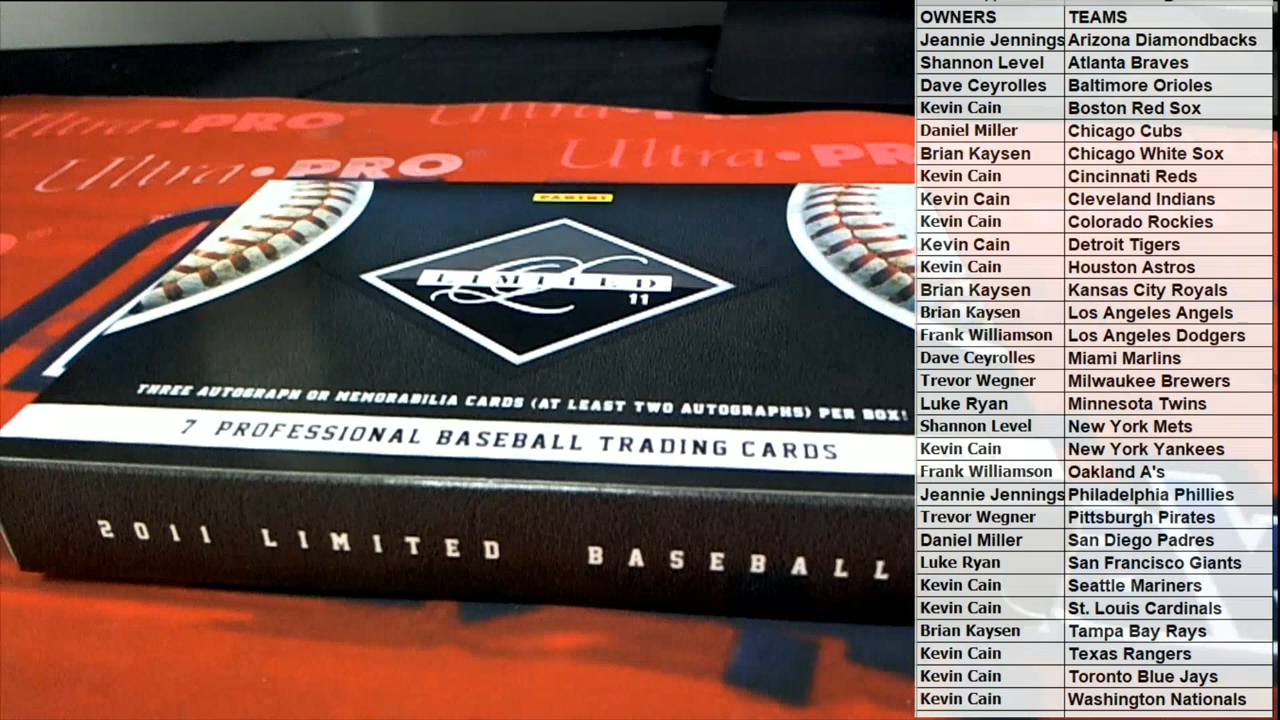 Ultra•PRO
Ultra•PRO
Ultra•PR
PANINI
LIMITED
11
THREE AUTOGRAPH OR MEMORABILIA CARDS (AT LEAST TWO AUTOGRAPHS) PER BOX!
7 PROFESSIONAL BASEBALL TRADING CARDS
2011 LIMITED BASEBALL
OWNERS TEAMS
Jeannie Jennings Arizona Diamondbacks
Shannon Level Atlanta Braves
Dave Ceyrolles Baltimore Orioles
Kevin Cain Boston Red Sox
Daniel Miller Chicago Cubs
Brian Kaysen Chicago White Sox
Kevin Cain Cincinnati Reds
Kevin Cain Cleveland Indians
Kevin Cain Colorado Rockies
Kevin Cain Detroit Tigers
Kevin Cain Houston Astros
Brian Kaysen Kansas City Royals
Brian Kaysen Los Angeles Angels
Frank Williamson Los Angeles Dodgers
Dave Ceyrolles Miami Marlins
Trevor Wegner Milwaukee Brewers
Luke Ryan Minnesota Twins
Shannon Level New York Mets
Kevin Cain New York Yankees
Frank Williamson Oakland A's
Jeannie Jennings Philadelphia Phillies
Trevor Wegner Pittsburgh Pirates
Daniel Miller San Diego Padres
Luke Ryan San Francisco Giants
Kevin Cain Seattle Mariners
Kevin Cain St. Louis Cardinals
Brian Kaysen Tampa Bay Rays
Kevin Cain Texas Rangers
Kevin Cain Toronto Blue Jays
Kevin Cain Washington Nationals